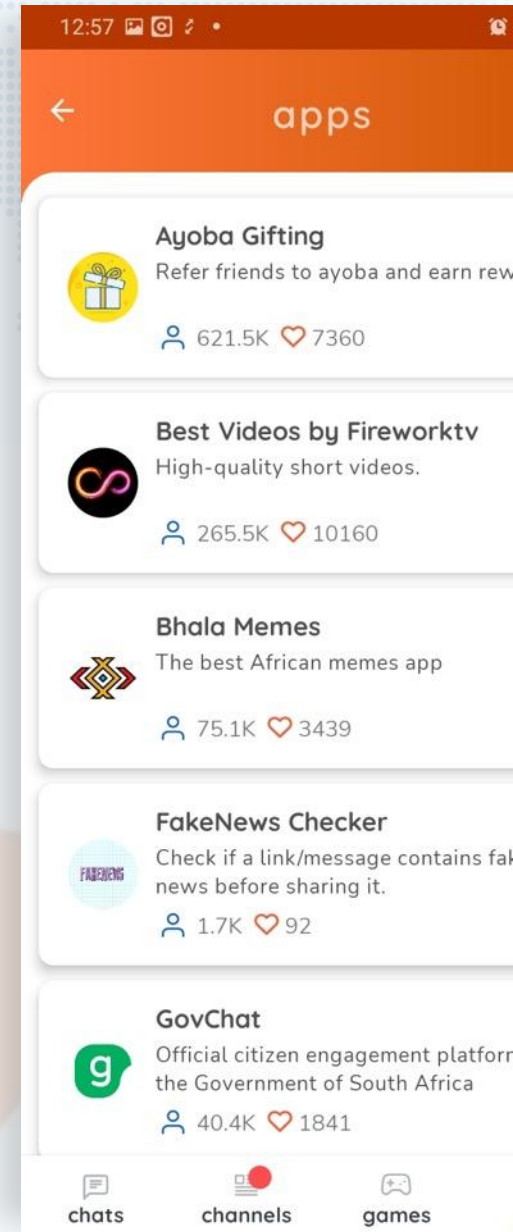 12:57
apps
Ayoba Gifting
Refer friends to ayoba and earn rew
621.5K 7360
Best Videos by Fireworktv
High-quality short videos.
265.5K 10160
Bhala Memes
The best African memes app
75.1K 3439
FAKENEWS
FakeNews Checker
Check if a link/message contains fak
news before sharing it.
1.7K 92
g
GovChat
Official citizen engagement platform
the Government of South Africa
40.4K 1841
chats channels games